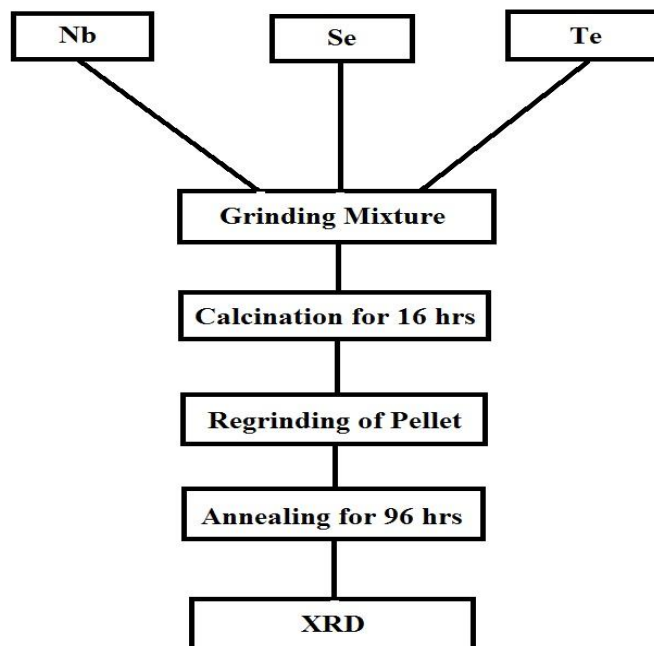 Nb
Se
Te
Grinding Mixture
Calcination for 16 hrs
Regrinding of Pellet
Annealing for 96 hrs
XRD